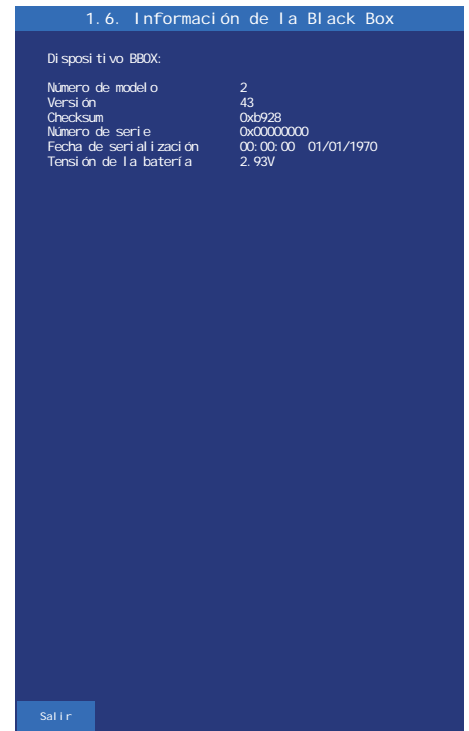 1.6. Información de la Black Box
Dispositivo BBOX:
Número de modelo 2
Versión 43
Checksum 0xb928
Número de serie 0x00000000
Fecha de serialización 00:00:00 01/01/1970
Tensión de la batería 2.93V
Salir